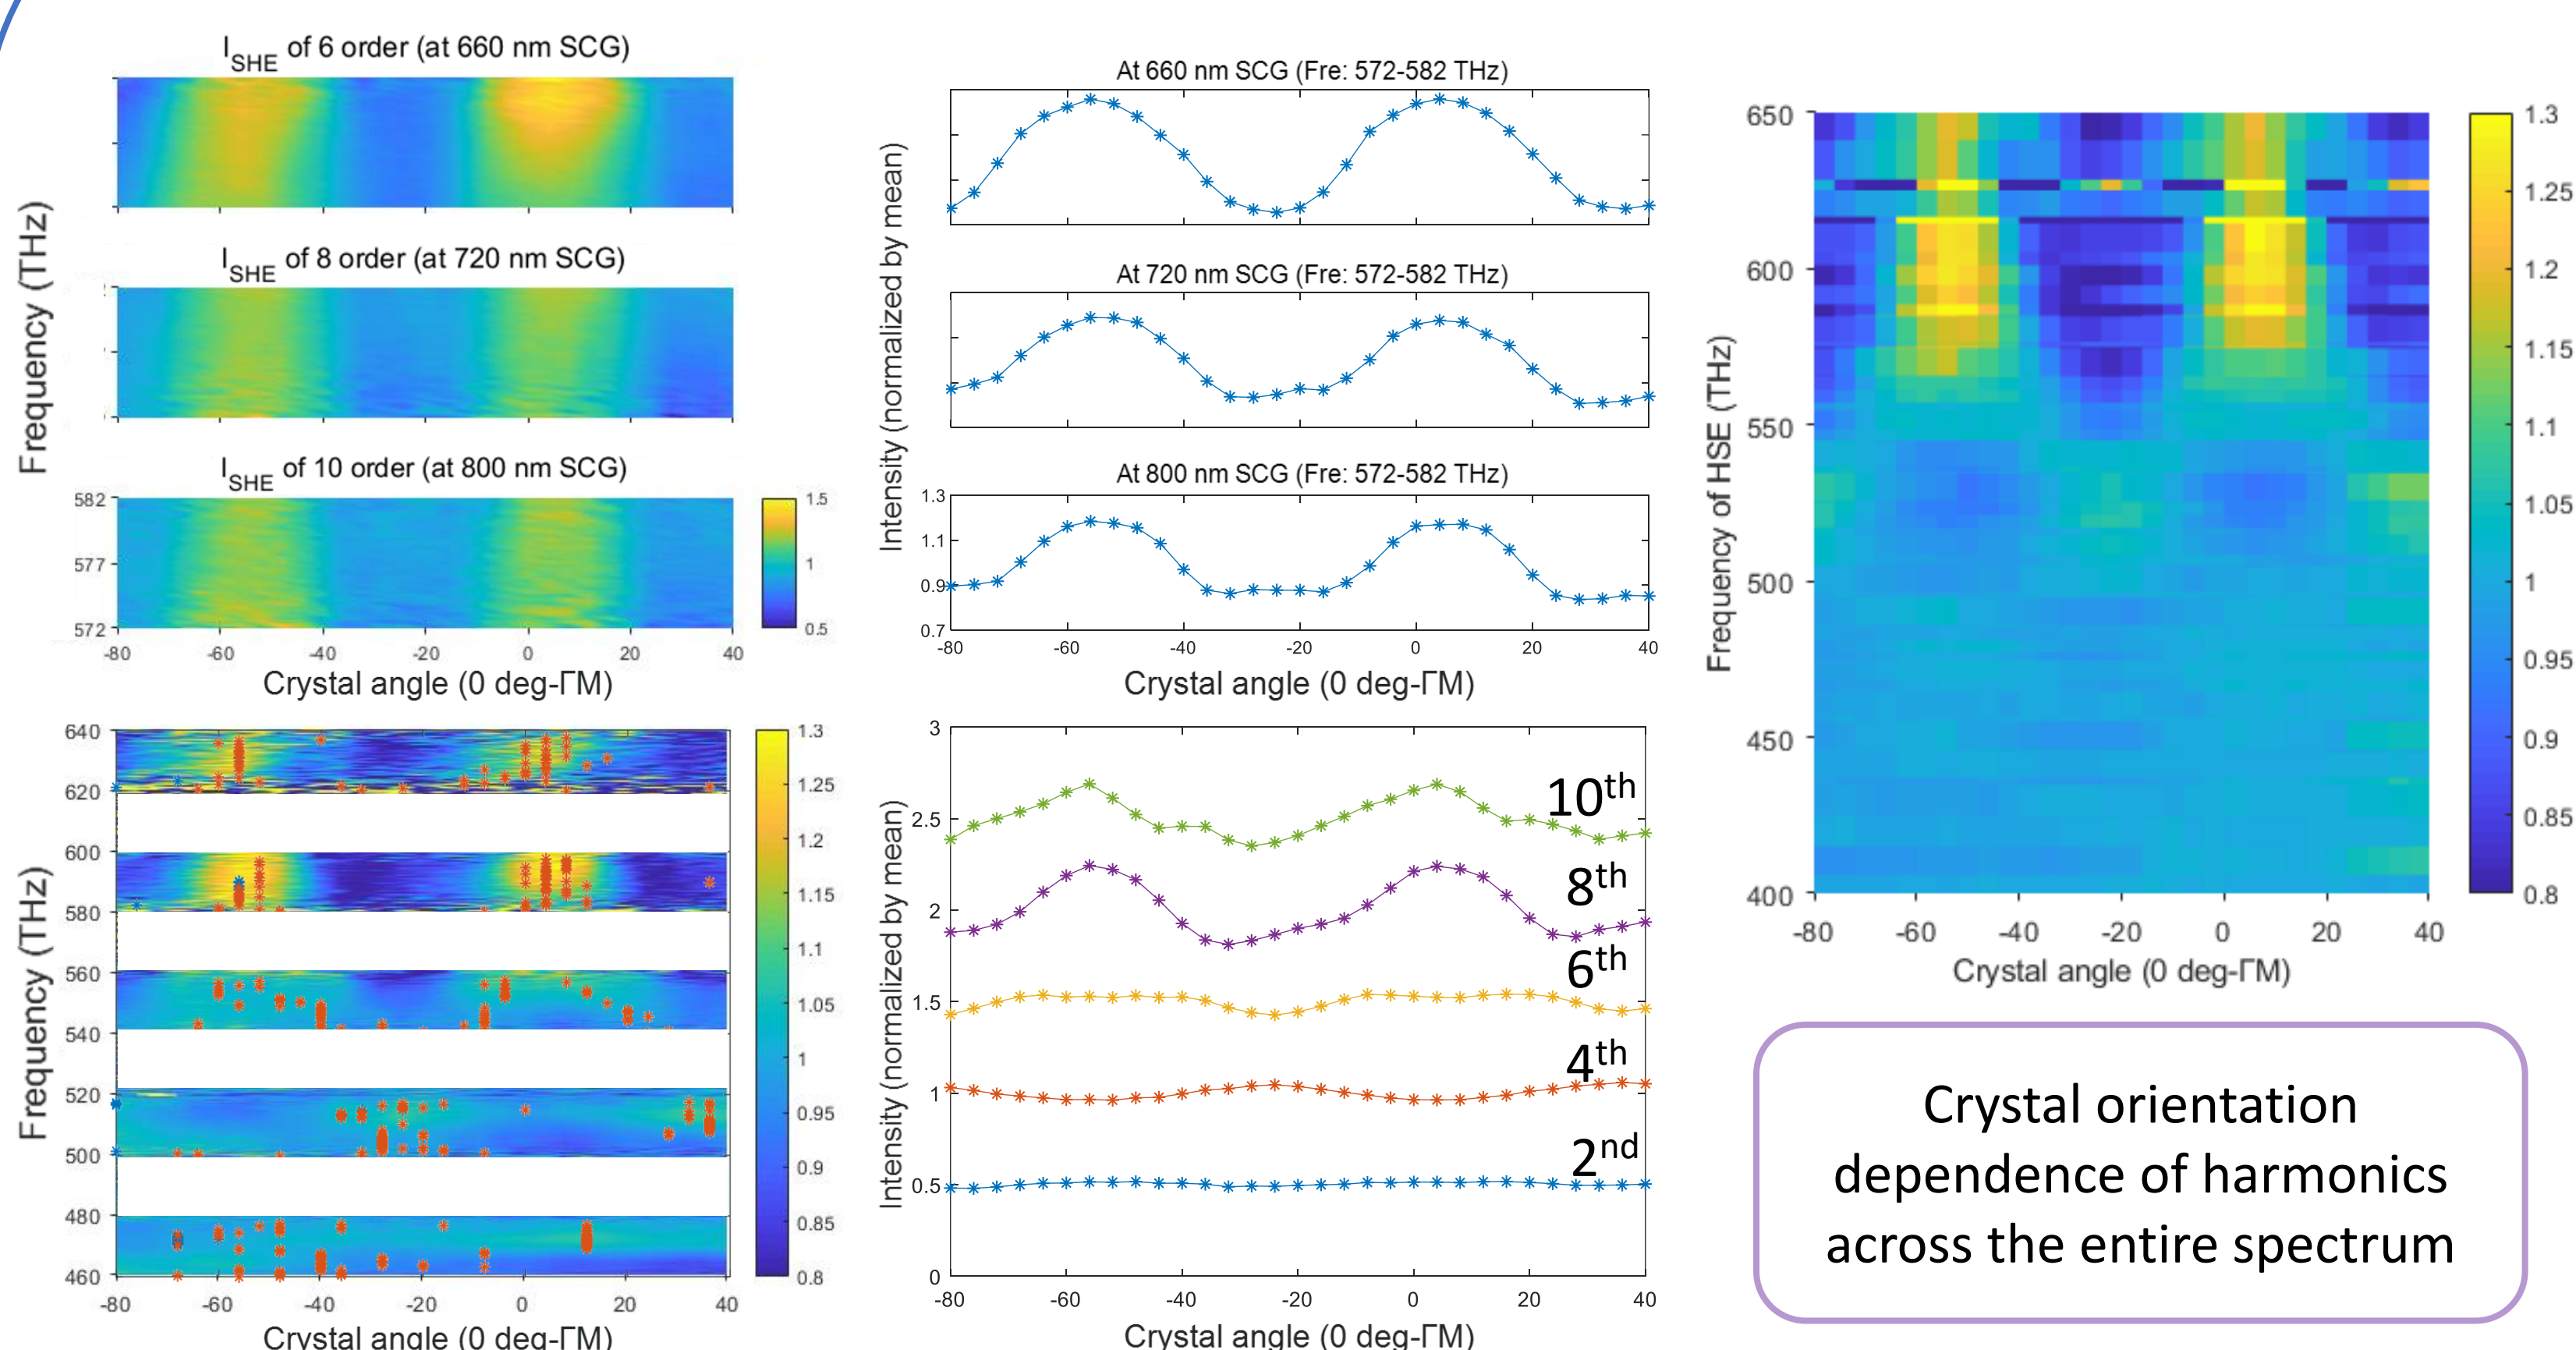 I_SHE of 6 order (at 660 nm SCG)
I_SHE of 8 order (at 720 nm SCG)
I_SHE of 10 order (at 800 nm SCG)
Frequency (THz)
582
577
572
-80 -60 -40 -20 0 20 40
Crystal angle (0 deg-ΓM)
1.5
1
0.5
At 660 nm SCG (Fre: 572-582 THz)
At 720 nm SCG (Fre: 572-582 THz)
At 800 nm SCG (Fre: 572-582 THz)
Intensity (normalized by mean)
1.3
1.1
0.9
0.7
-80 -60 -40 -20 0 20 40
Crystal angle (0 deg-ΓM)
Frequency of HSE (THz)
650
600
550
500
450
400
-80 -60 -40 -20 0 20 40
Crystal angle (0 deg-ΓM)
1.3
1.25
1.2
1.15
1.1
1.05
1
0.95
0.9
0.85
0.8
Frequency (THz)
640
620
600
580
560
540
520
500
480
460
-80 -60 -40 -20 0 20 40
Crystal angle (0 deg-ΓM)
1.3
1.25
1.2
1.15
1.1
1.05
1
0.95
0.9
0.85
0.8
Intensity (normalized by mean)
3
2.5
2
1.5
1
0.5
0
10th
8th
6th
4th
2nd
-80 -60 -40 -20 0 20 40
Crystal angle (0 deg-ΓM)
Crystal orientation
dependence of harmonics
across the entire spectrum